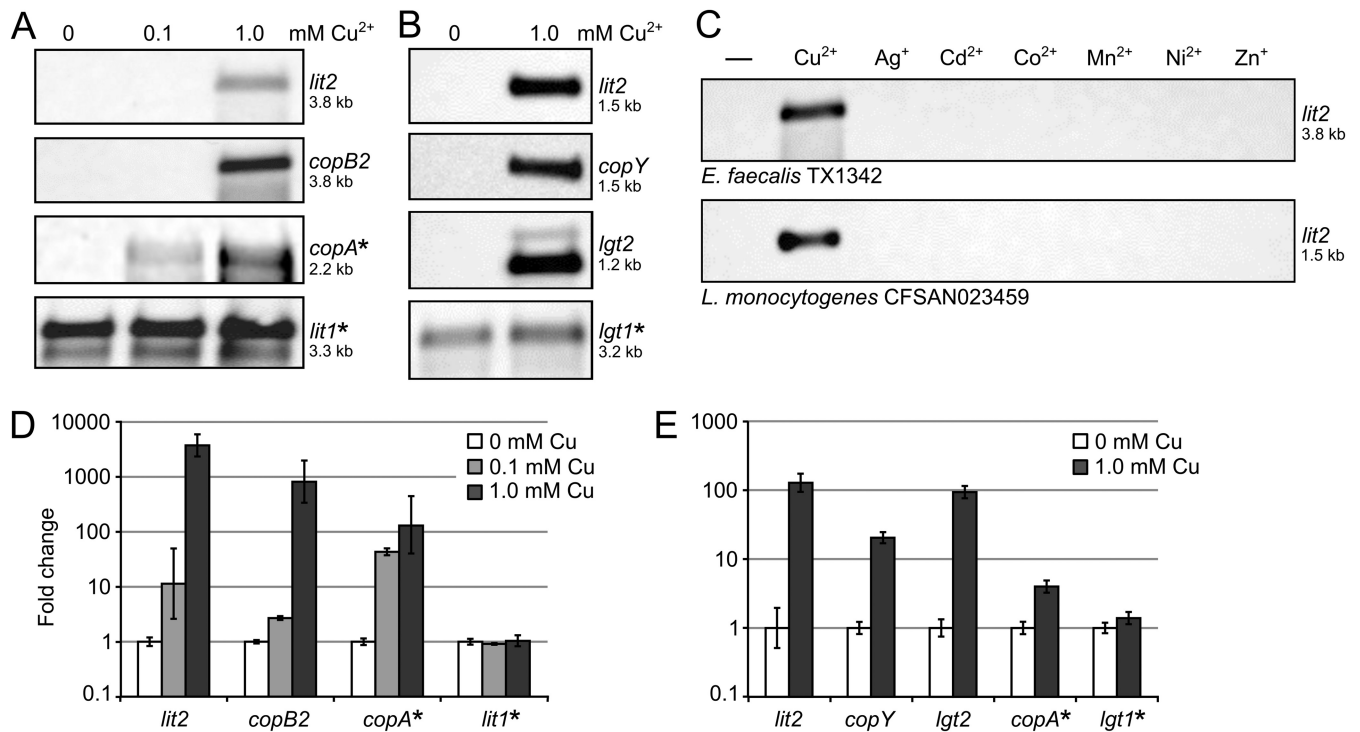 A
0 0.1 1.0 mM Cu²⁺
lit2
3.8 kb
copB2
3.8 kb
copA*
2.2 kb
lit1*
3.3 kb
B
0 1.0 mM Cu²⁺
lit2
1.5 kb
copY
1.5 kb
lgt2
1.2 kb
lgt1*
3.2 kb
C
— Cu²⁺ Ag⁺ Cd²⁺ Co²⁺ Mn²⁺ Ni²⁺ Zn⁺
lit2
3.8 kb
E. faecalis TX1342
lit2
1.5 kb
L. monocytogenes CFSAN023459
D
Fold change
10000
1000
100
10
1
0.1
0 mM Cu
0.1 mM Cu
1.0 mM Cu
lit2 copB2 copA* lit1*
E
1000
100
10
1
0.1
0 mM Cu
1.0 mM Cu
lit2 copY lgt2 copA* lgt1*